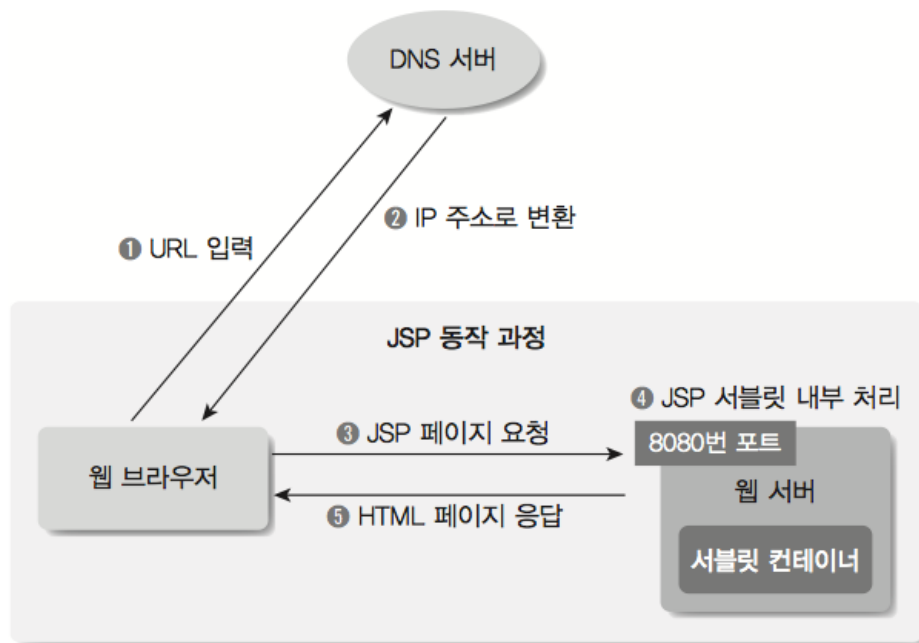 DNS 서버
❷ IP 주소로 변환
❶ URL 입력
JSP 동작 과정
❹ JSP 서블릿 내부 처리
❸ JSP 페이지 요청
8080번 포트
웹 브라우저
웹 서버
❺ HTML 페이지 응답
서블릿 컨테이너